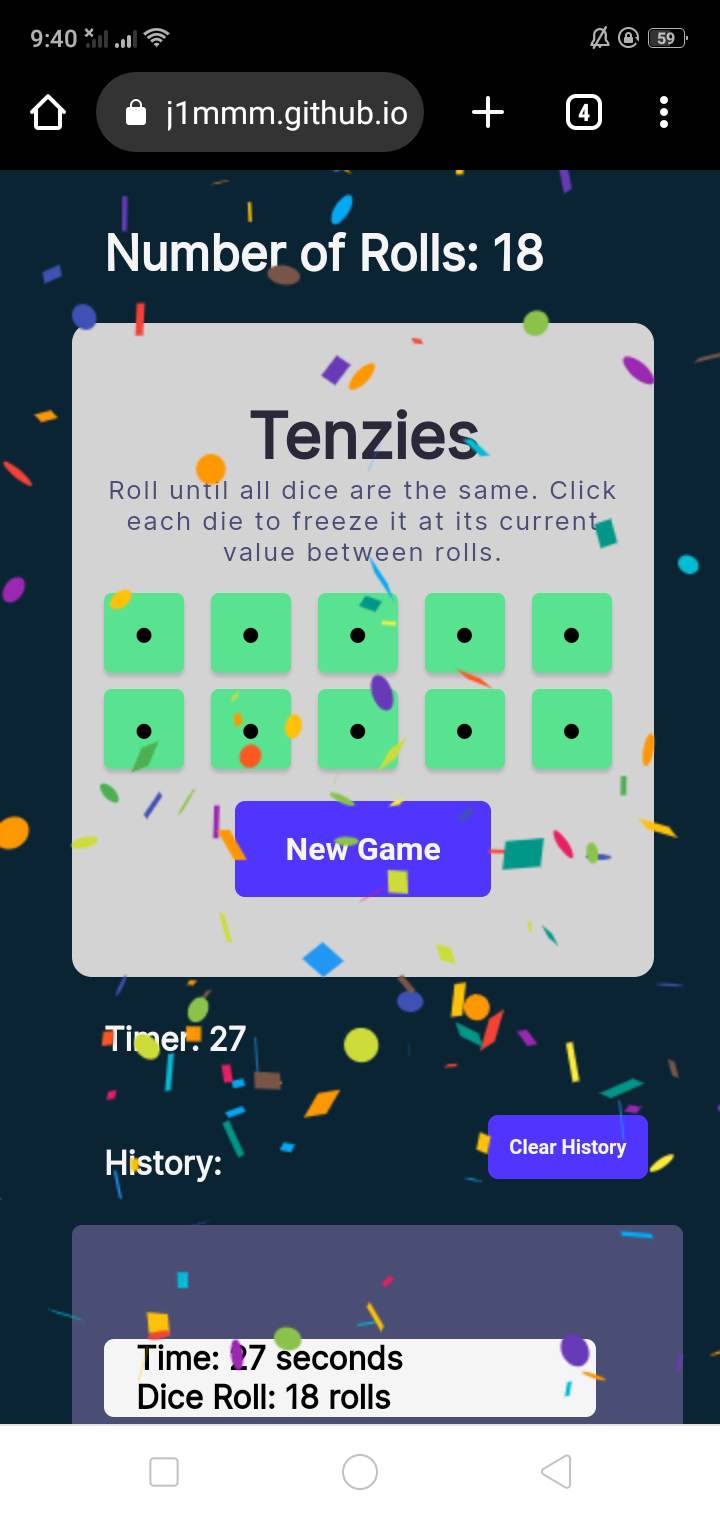 9:40
59
j1mmm.github.io
4
Number of Rolls: 18
Tenzies
Roll until all dice are the same. Click
each die to freeze it at its current
value between rolls.
New Game
Timer: 27
History:
Clear History
Time: 27 seconds
Dice Roll: 18 rolls